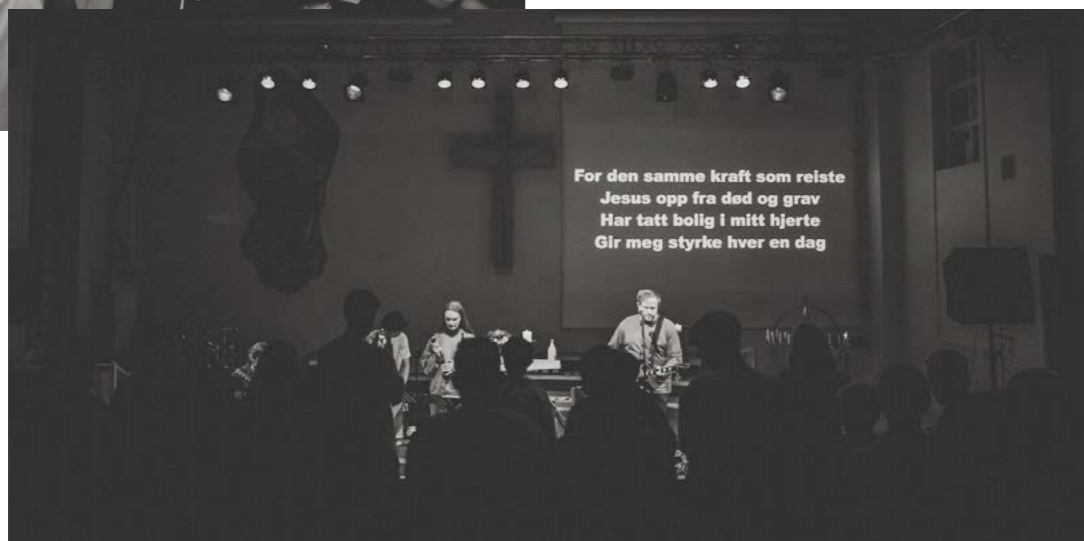 For den samme kraft som reiste
Jesus opp fra død og grav
Har tatt bolig i mitt hjerte
Gir meg styrke hver en dag